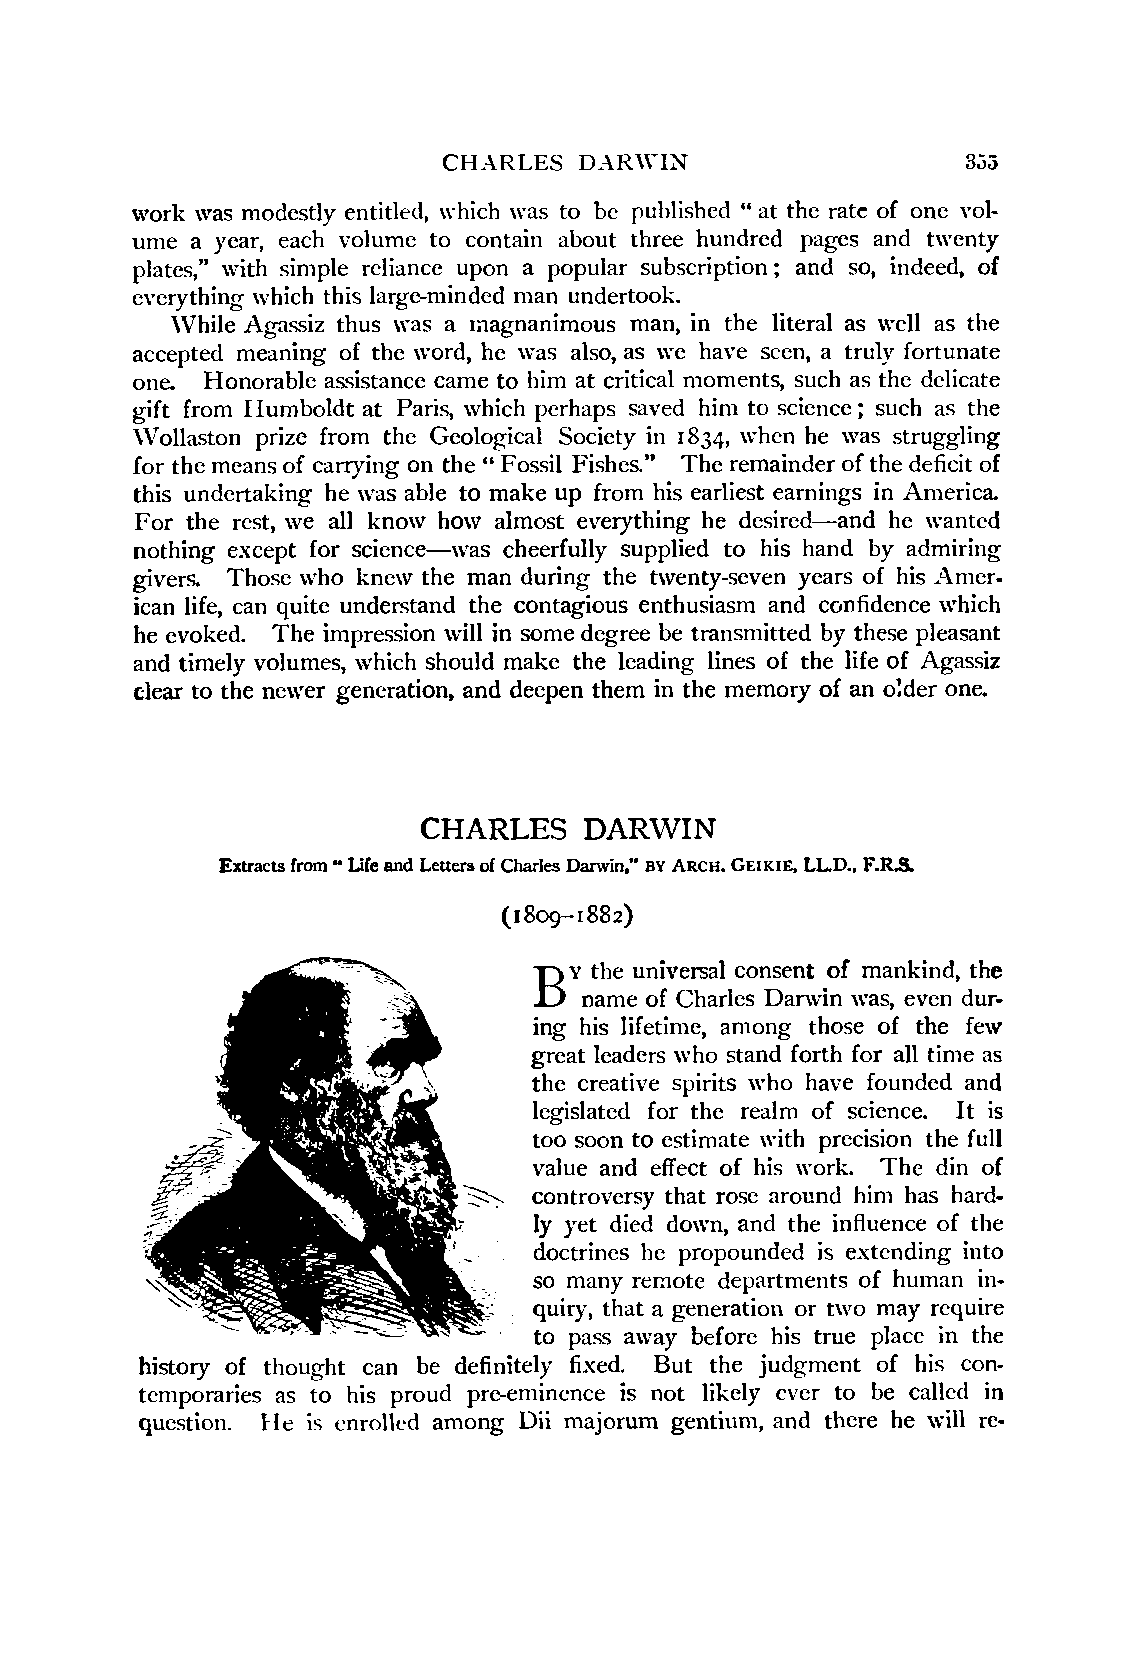 CHARLES DARWIN 355
work was modestly entitled, which was to be published “ at the rate of one vol-
ume a year, each volume to contain about three hundred pages and twenty
plates,” with simple reliance upon a popular subscription; and so, indeed, of
everything which this large-minded man undertook.
While Agassiz thus was a magnanimous man, in the literal as well as the
accepted meaning of the word, he was also, as we have seen, a truly fortunate
one. Honorable assistance came to him at critical moments, such as the delicate
gift from Humboldt at Paris, which perhaps saved him to science; such as the
Wollaston prize from the Geological Society in 1834, when he was struggling
for the means of carrying on the “ Fossil Fishes.” The remainder of the deficit of
this undertaking he was able to make up from his earliest earnings in America.
For the rest, we all know how almost everything he desired—and he wanted
nothing except for science—was cheerfully supplied to his hand by admiring
givers. Those who knew the man during the twenty-seven years of his Amer-
ican life, can quite understand the contagious enthusiasm and confidence which
he evoked. The impression will in some degree be transmitted by these pleasant
and timely volumes, which should make the leading lines of the life of Agassiz
clear to the newer generation, and deepen them in the memory of an older one.
CHARLES DARWIN
Extracts from “ Life and Letters of Charles Darwin,” BY ARCH. GEIKIE, LL.D., F.R.S.
(1809-1882)
BY the universal consent of mankind, the
name of Charles Darwin was, even dur-
ing his lifetime, among those of the few
great leaders who stand forth for all time as
the creative spirits who have founded and
legislated for the realm of science. It is
too soon to estimate with precision the full
value and effect of his work. The din of
controversy that rose around him has hard-
ly yet died down, and the influence of the
doctrines he propounded is extending into
so many remote departments of human in-
quiry, that a generation or two may require
to pass away before his true place in the
history of thought can be definitely fixed. But the judgment of his con-
temporaries as to his proud pre-eminence is not likely ever to be called in
question. He is enrolled among Dii majorum gentium, and there he will re-